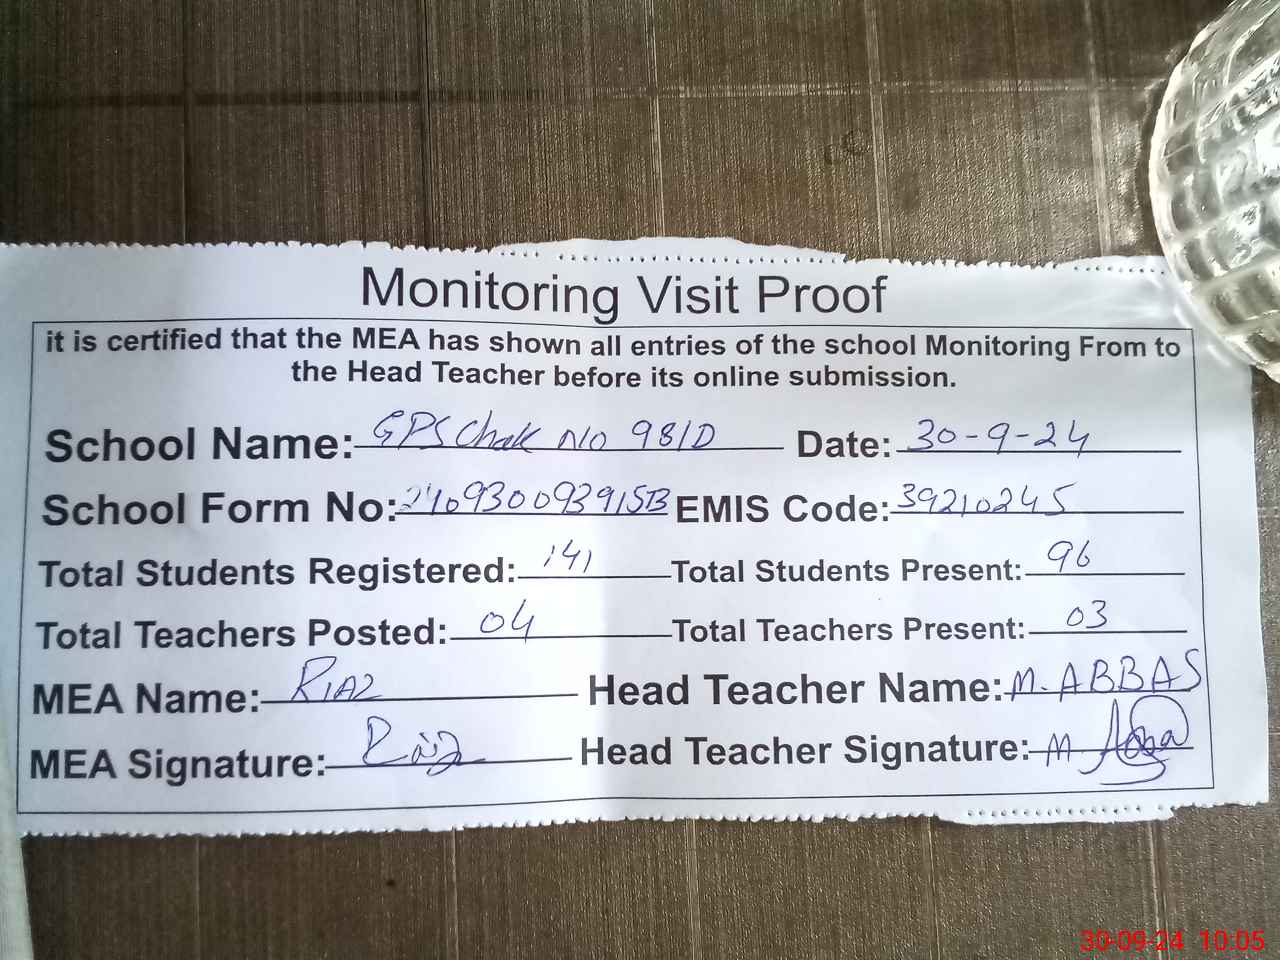 Monitoring Visit Proof
it is certified that the MEA has shown all entries of the school Monitoring From to
the Head Teacher before its online submission.
School Name: GPS Chak No 98/D Date: 30-9-24
School Form No: 240930093915B EMIS Code: 39210245
Total Students Registered: 141 Total Students Present: 96
Total Teachers Posted: 04 Total Teachers Present: 03
MEA Name: RIAZ Head Teacher Name: M. ABBAS
MEA Signature: Riaz Head Teacher Signature: M.
30-09-24 10:05